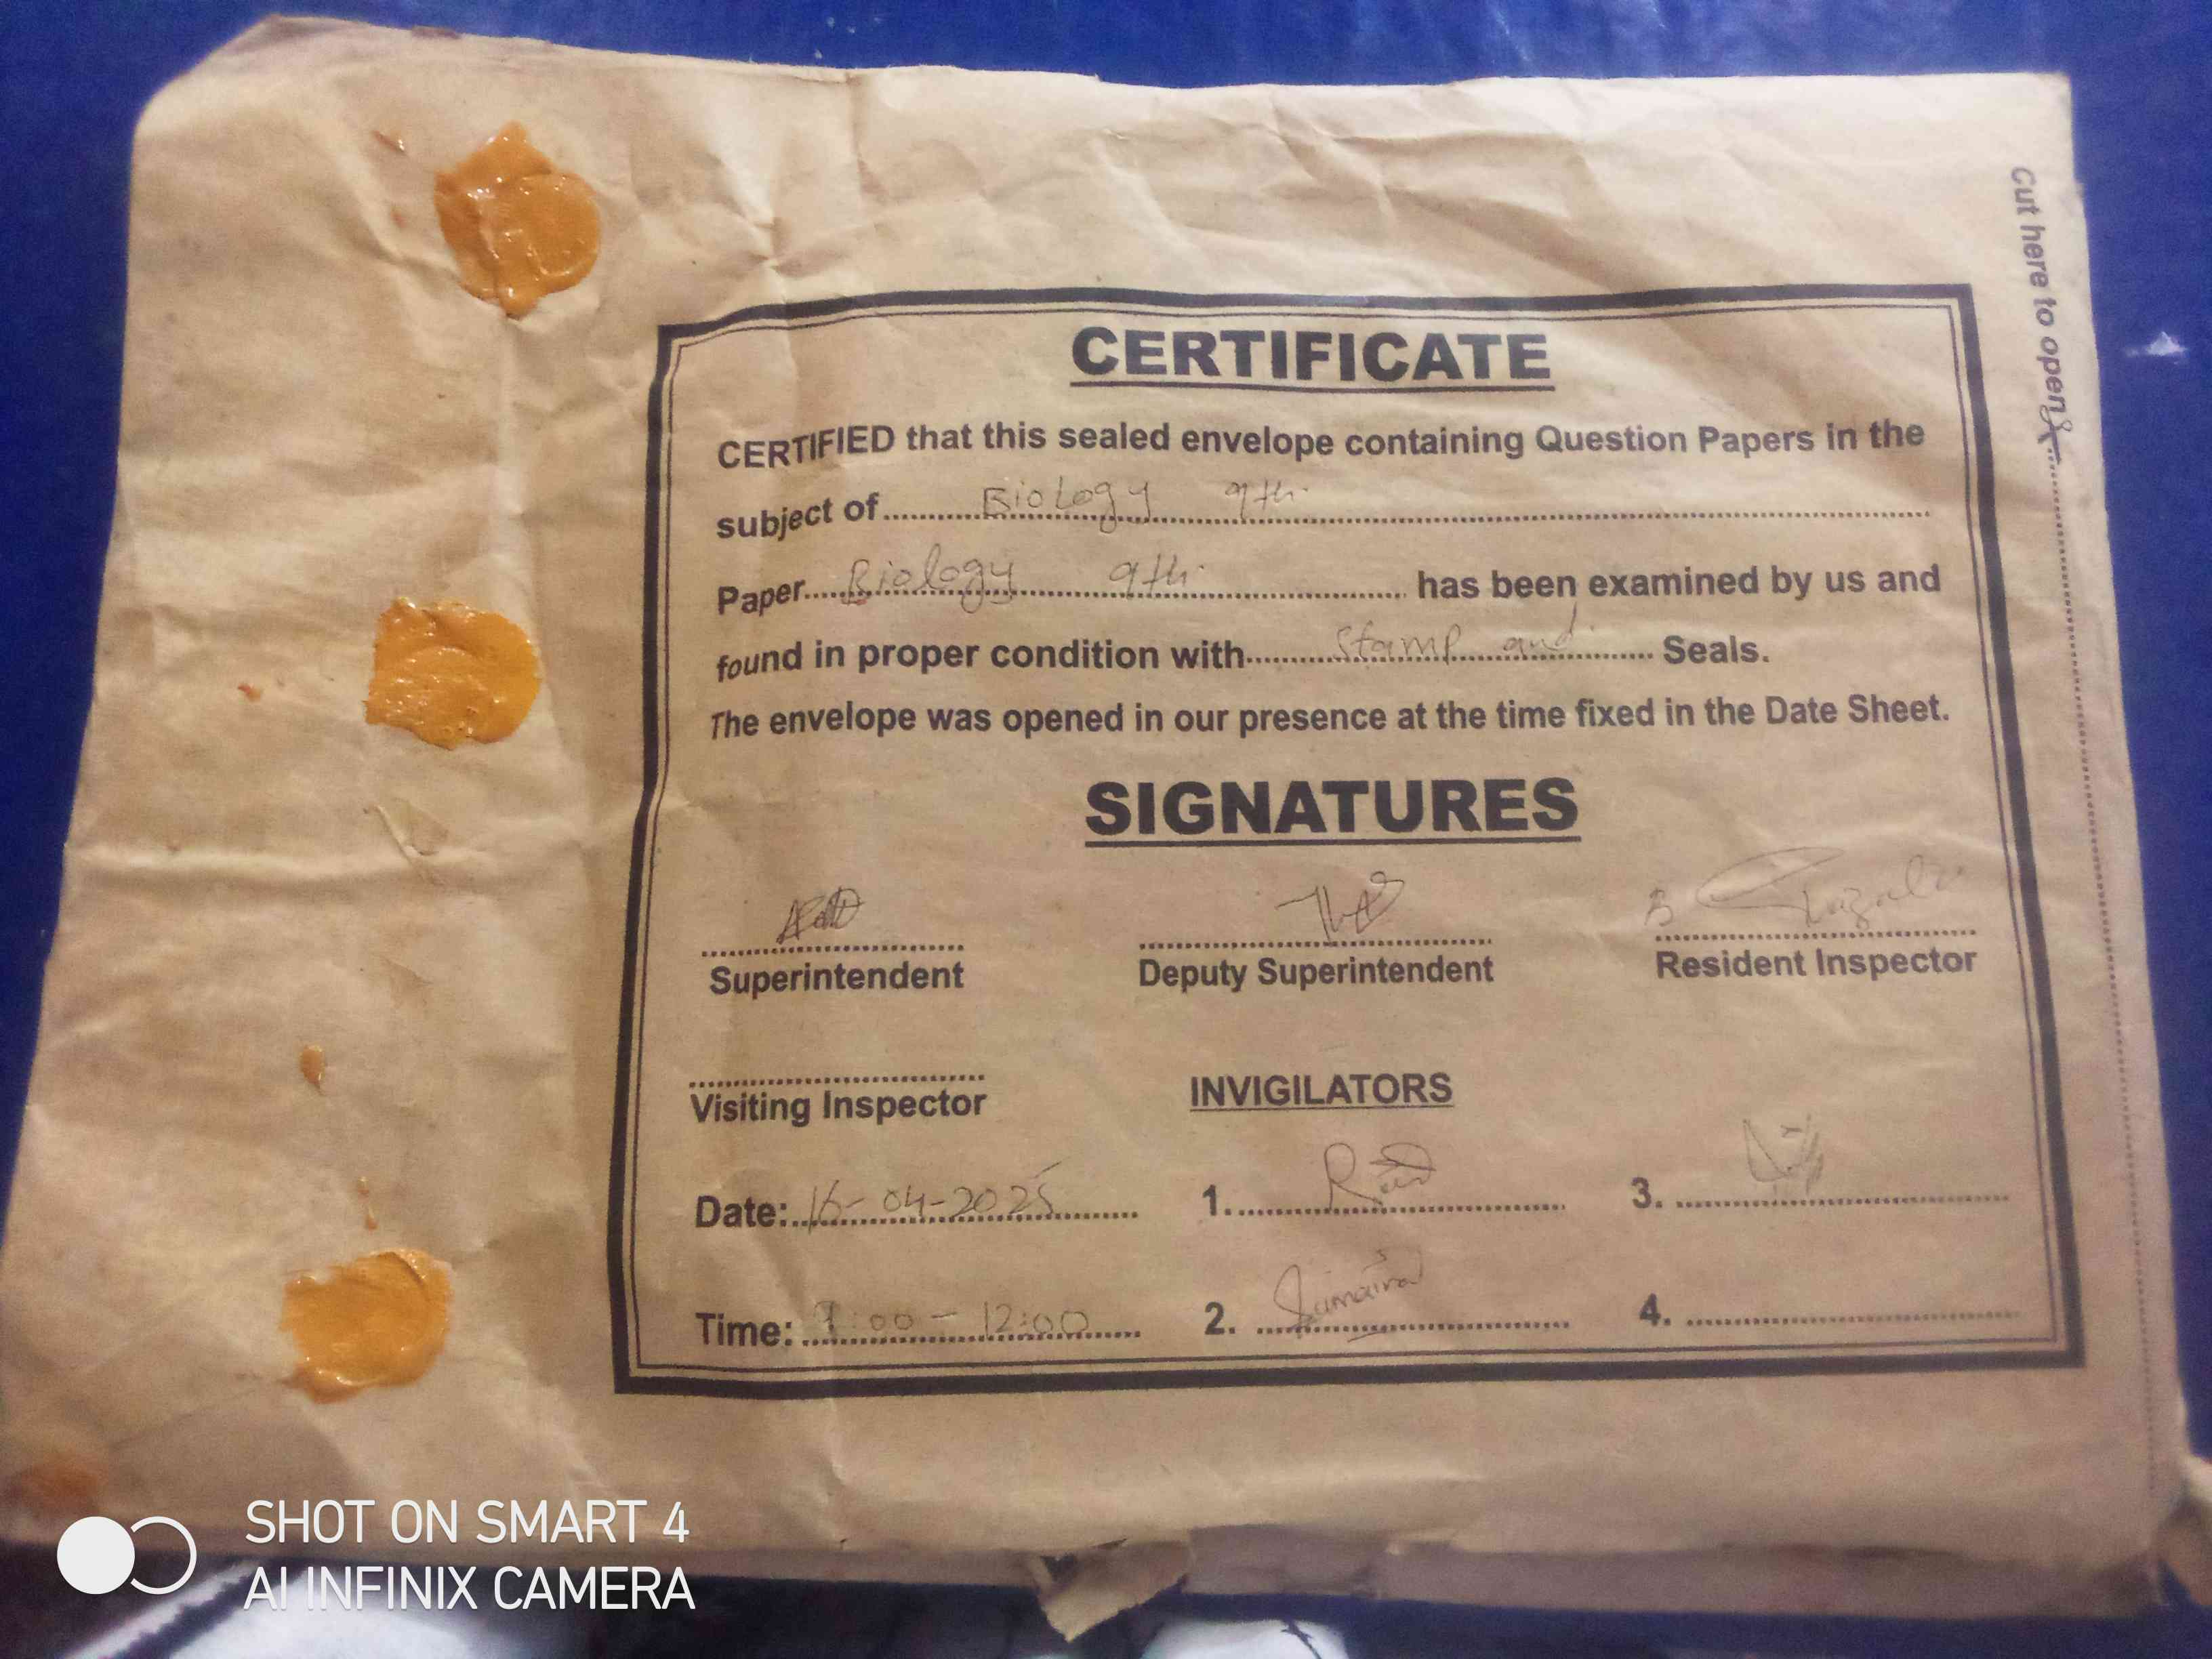 Cut here to open
CERTIFICATE
CERTIFIED that this sealed envelope containing Question Papers in the
subject of Biology 9th.
Paper Biology 9th. has been examined by us and
found in proper condition with stamp and Seals.
The envelope was opened in our presence at the time fixed in the Date Sheet.
SIGNATURES
Superintendent Deputy Superintendent Resident Inspector
Visiting Inspector INVIGILATORS
Date: 16-04-2025 1. 3.
Time: 9:00 - 12:00 2. 4.
SHOT ON SMART 4
AI INFINIX CAMERA